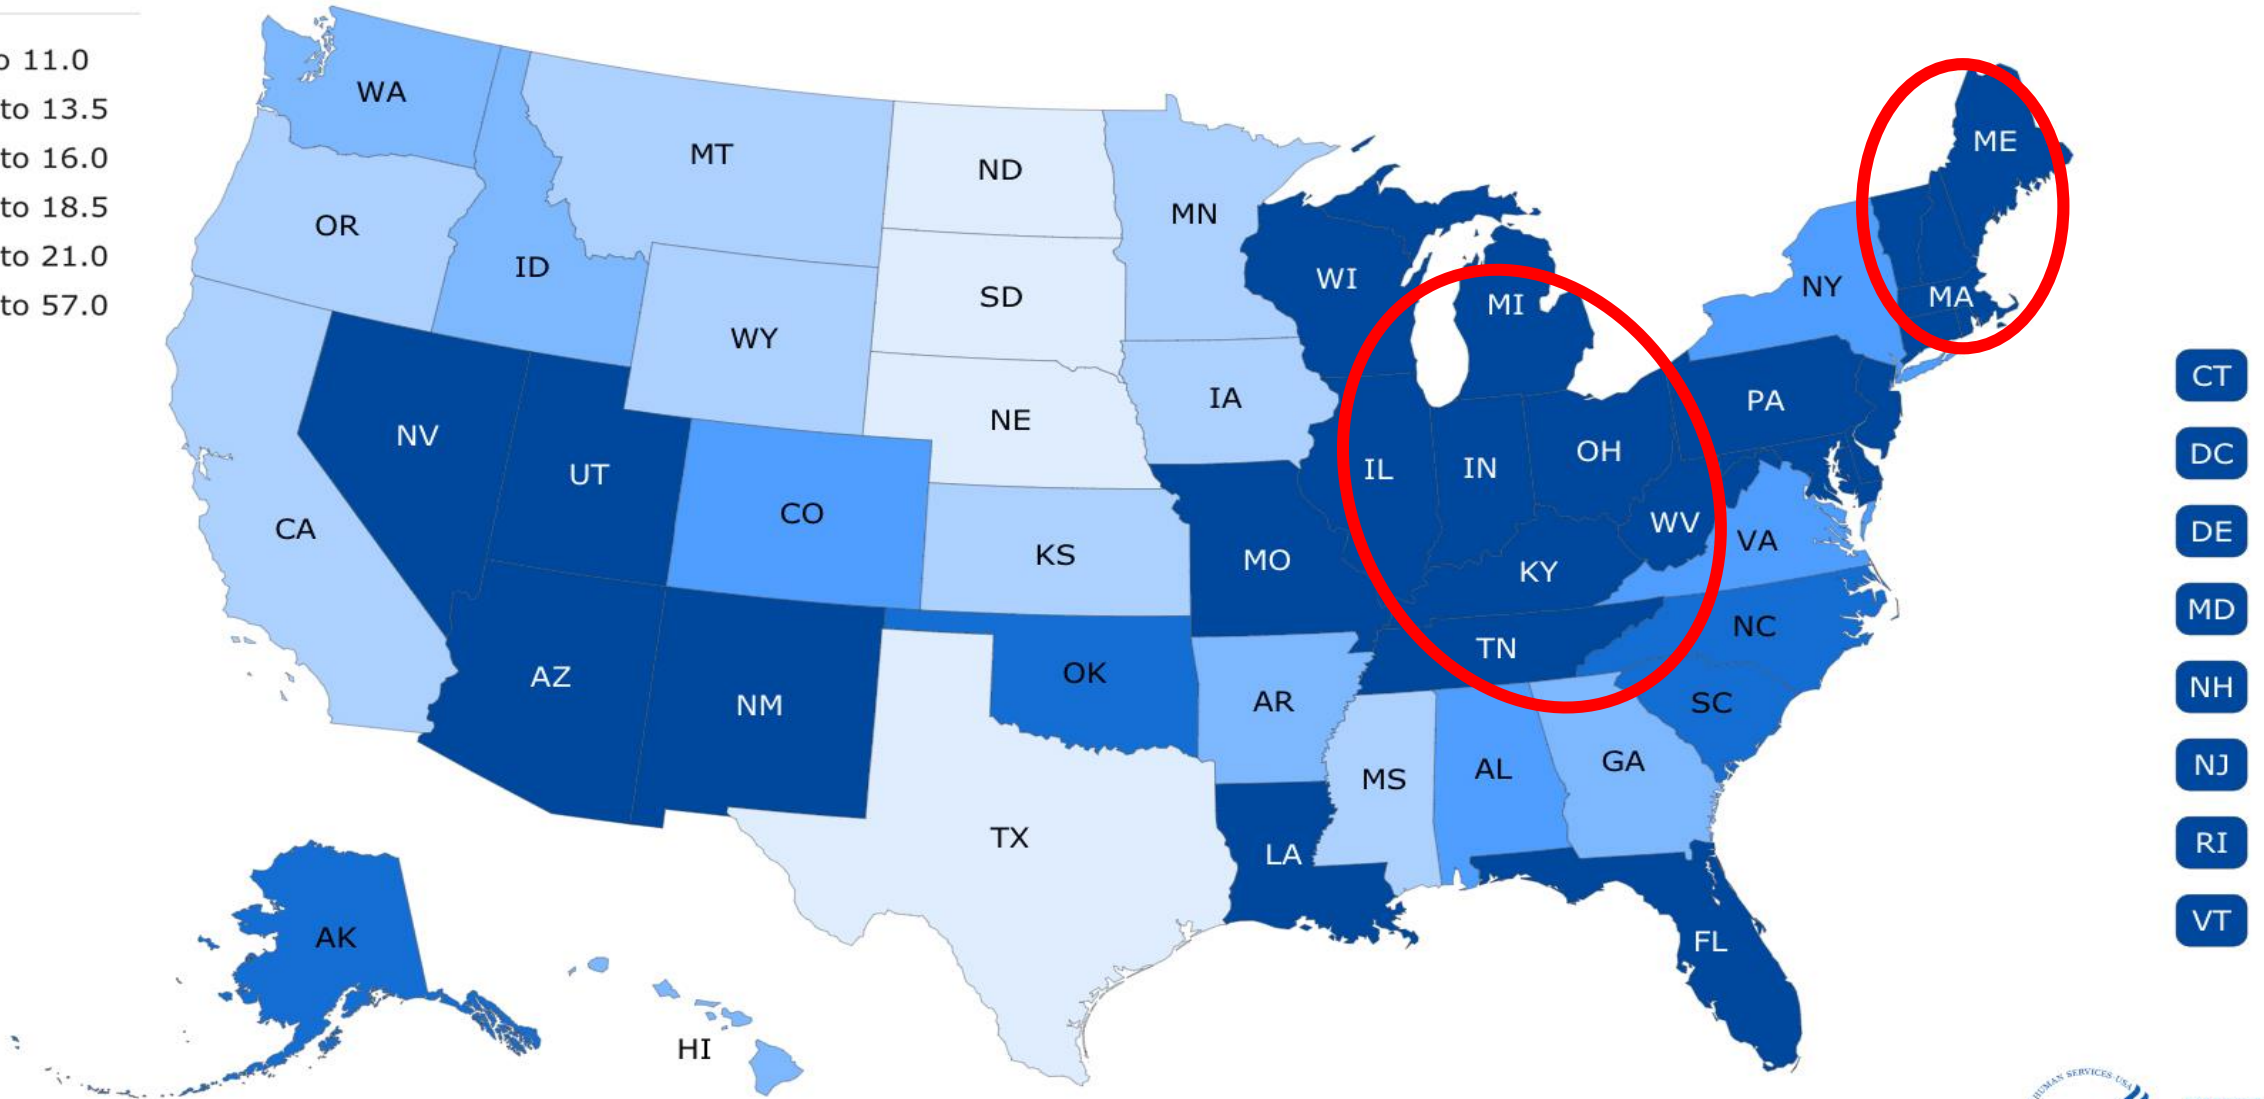 o 11.0
to 13.5
to 16.0
to 18.5
to 21.0
to 57.0
WA
MT
ND
MN
OR
ID
SD
WI
WY
MI
NY
ME
MA
NV
UT
CO
NE
IA
IL
IN
OH
PA
CA
KS
MO
KY
WV
VA
AZ
NM
OK
AR
TN
NC
SC
TX
LA
MS
AL
GA
FL
AK
HI
CT
DC
DE
MD
NH
NJ
RI
VT
HUMAN SERVICES·USA